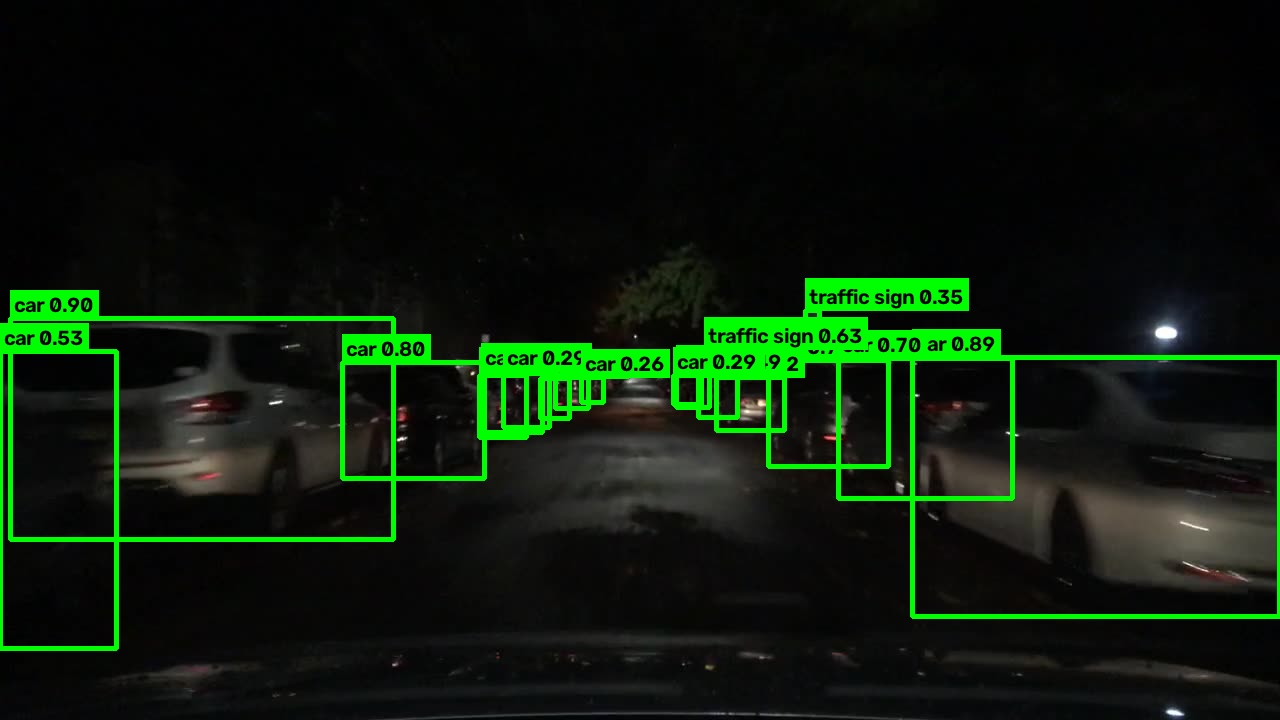 traffic sign 0.35
car 0.90
traffic sign 0.63
car 0.53
car 0.80
0.70
ar 0.89
car 0.29
car 0.26
car 0.29